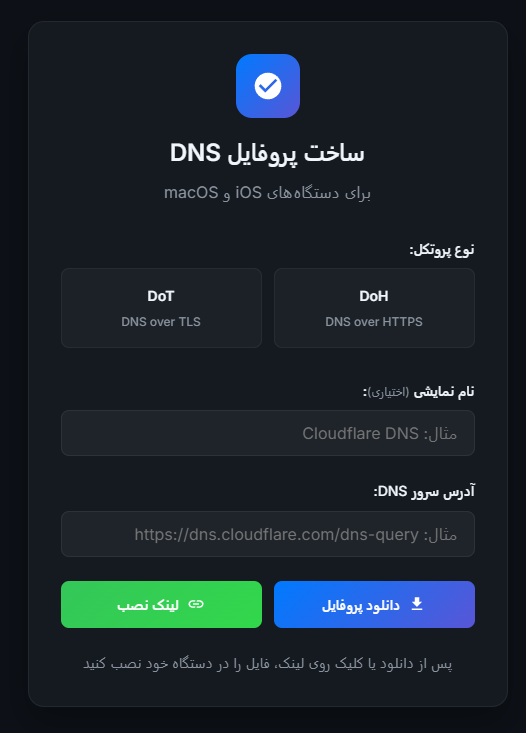 ساخت پروفایل DNS
برای دستگاه‌های iOS و macOS
نوع پروتکل:
DoH
DNS over HTTPS
DoT
DNS over TLS
نام نمایشی (اختیاری):
مثال: Cloudflare DNS
آدرس سرور DNS:
مثال: https://dns.cloudflare.com/dns-query
دانلود پروفایل
لینک نصب
پس از دانلود یا کلیک روی لینک، فایل را در دستگاه خود نصب کنید